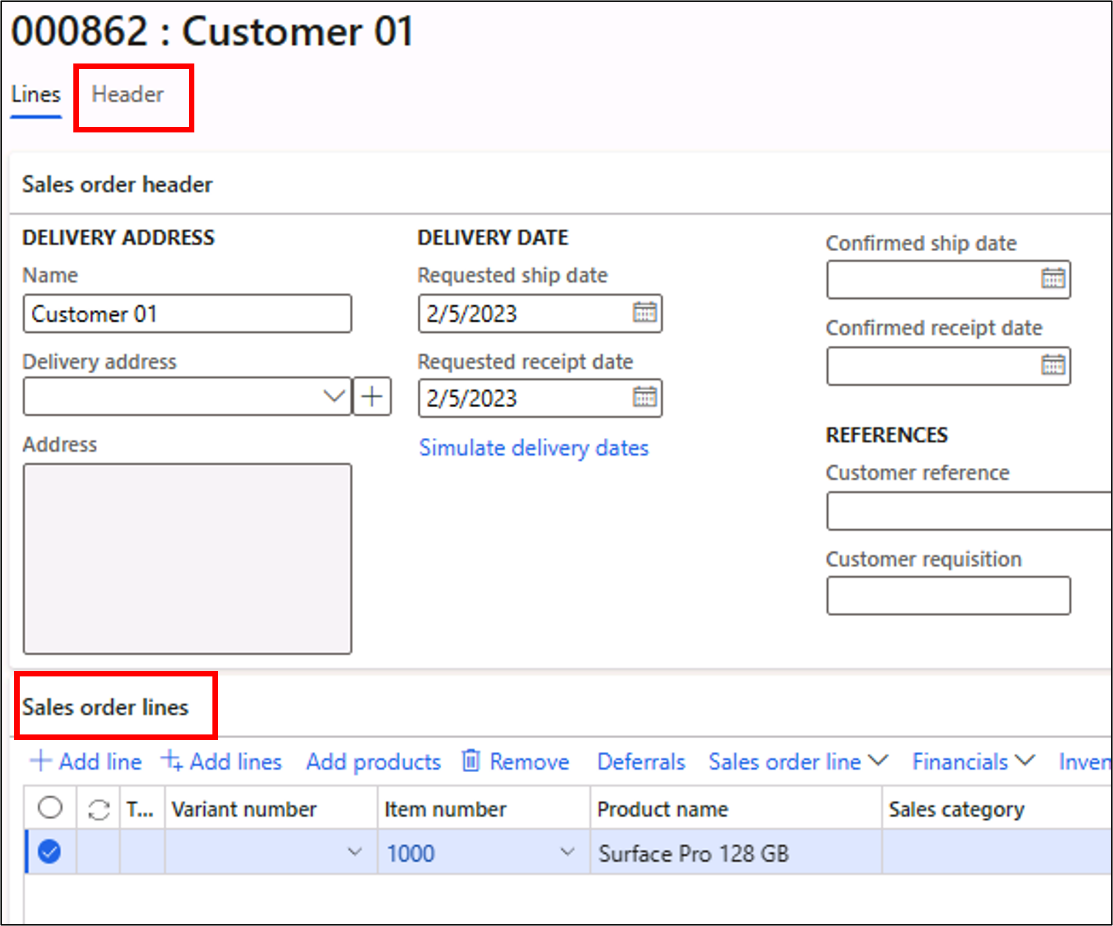 000862 : Customer 01
Lines Header
Sales order header
DELIVERY ADDRESS
Name
Customer 01
Delivery address
Address
DELIVERY DATE
Requested ship date
2/5/2023
Requested receipt date
2/5/2023
Simulate delivery dates
Confirmed ship date
Confirmed receipt date
REFERENCES
Customer reference
Customer requisition
Sales order lines
+ Add line Add lines Add products Remove Deferrals Sales order line Financials Inven
T... Variant number Item number Product name Sales category
1000 Surface Pro 128 GB